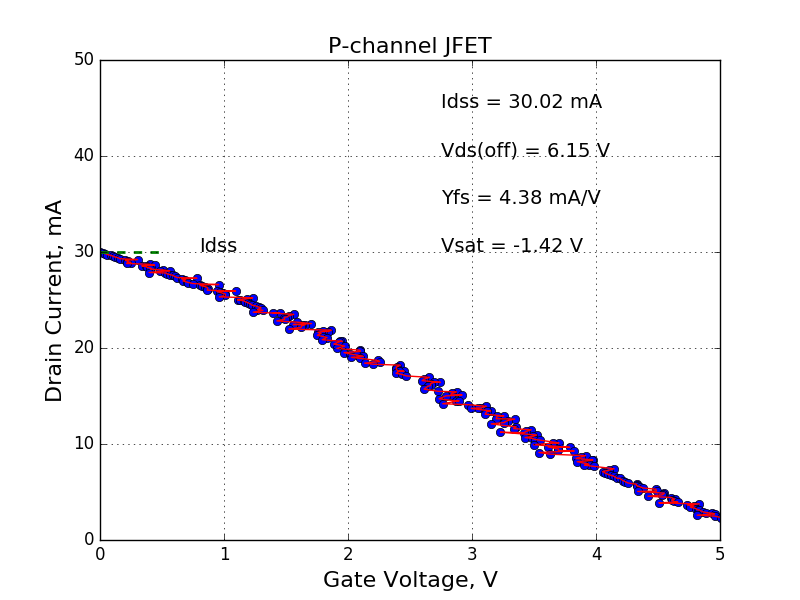 P-channel JFET
50
40
30
20
10
0
Drain Current, mA
Idss = 30.02 mA
Vds(off) = 6.15 V
Yfs = 4.38 mA/V
Vsat = -1.42 V
Idss
0 1 2 3 4 5
Gate Voltage, V